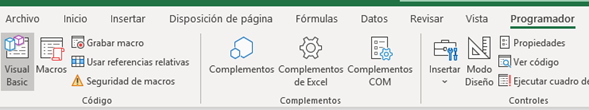 Archivo Inicio Insertar Disposición de página Fórmulas Datos Revisar Vista Programador
Visual Basic
Macros
Grabar macro
Usar referencias relativas
Seguridad de macros
Código
Complementos
Complementos de Excel
Complementos COM
Complementos
Insertar
Modo Diseño
Propiedades
Ver código
Ejecutar cuadro de
Controles